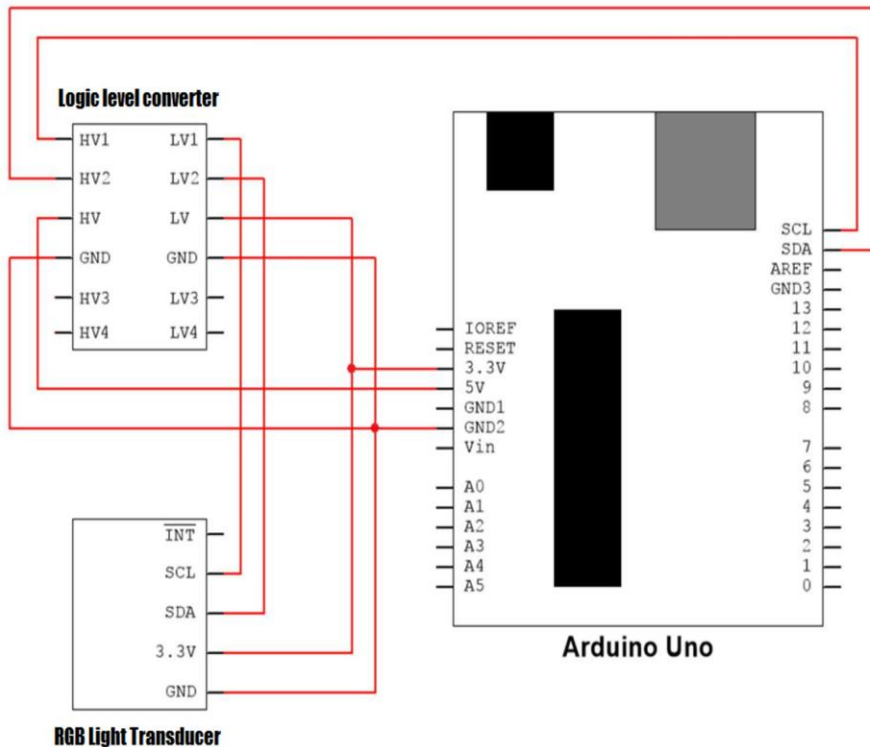 Logic level converter
HV1 LV1
HV2 LV2
HV LV
GND GND
HV3 LV3
HV4 LV4
SCL
SDA
AREF
GND3
13
IOREF 12
RESET 11
3.3V 10
5V 9
GND1 8
GND2
Vin 7
6
A0 5
A1 4
A2 3
A3 2
A4 1
A5 0
Arduino Uno
INT
SCL
SDA
3.3V
GND
RGB Light Transducer